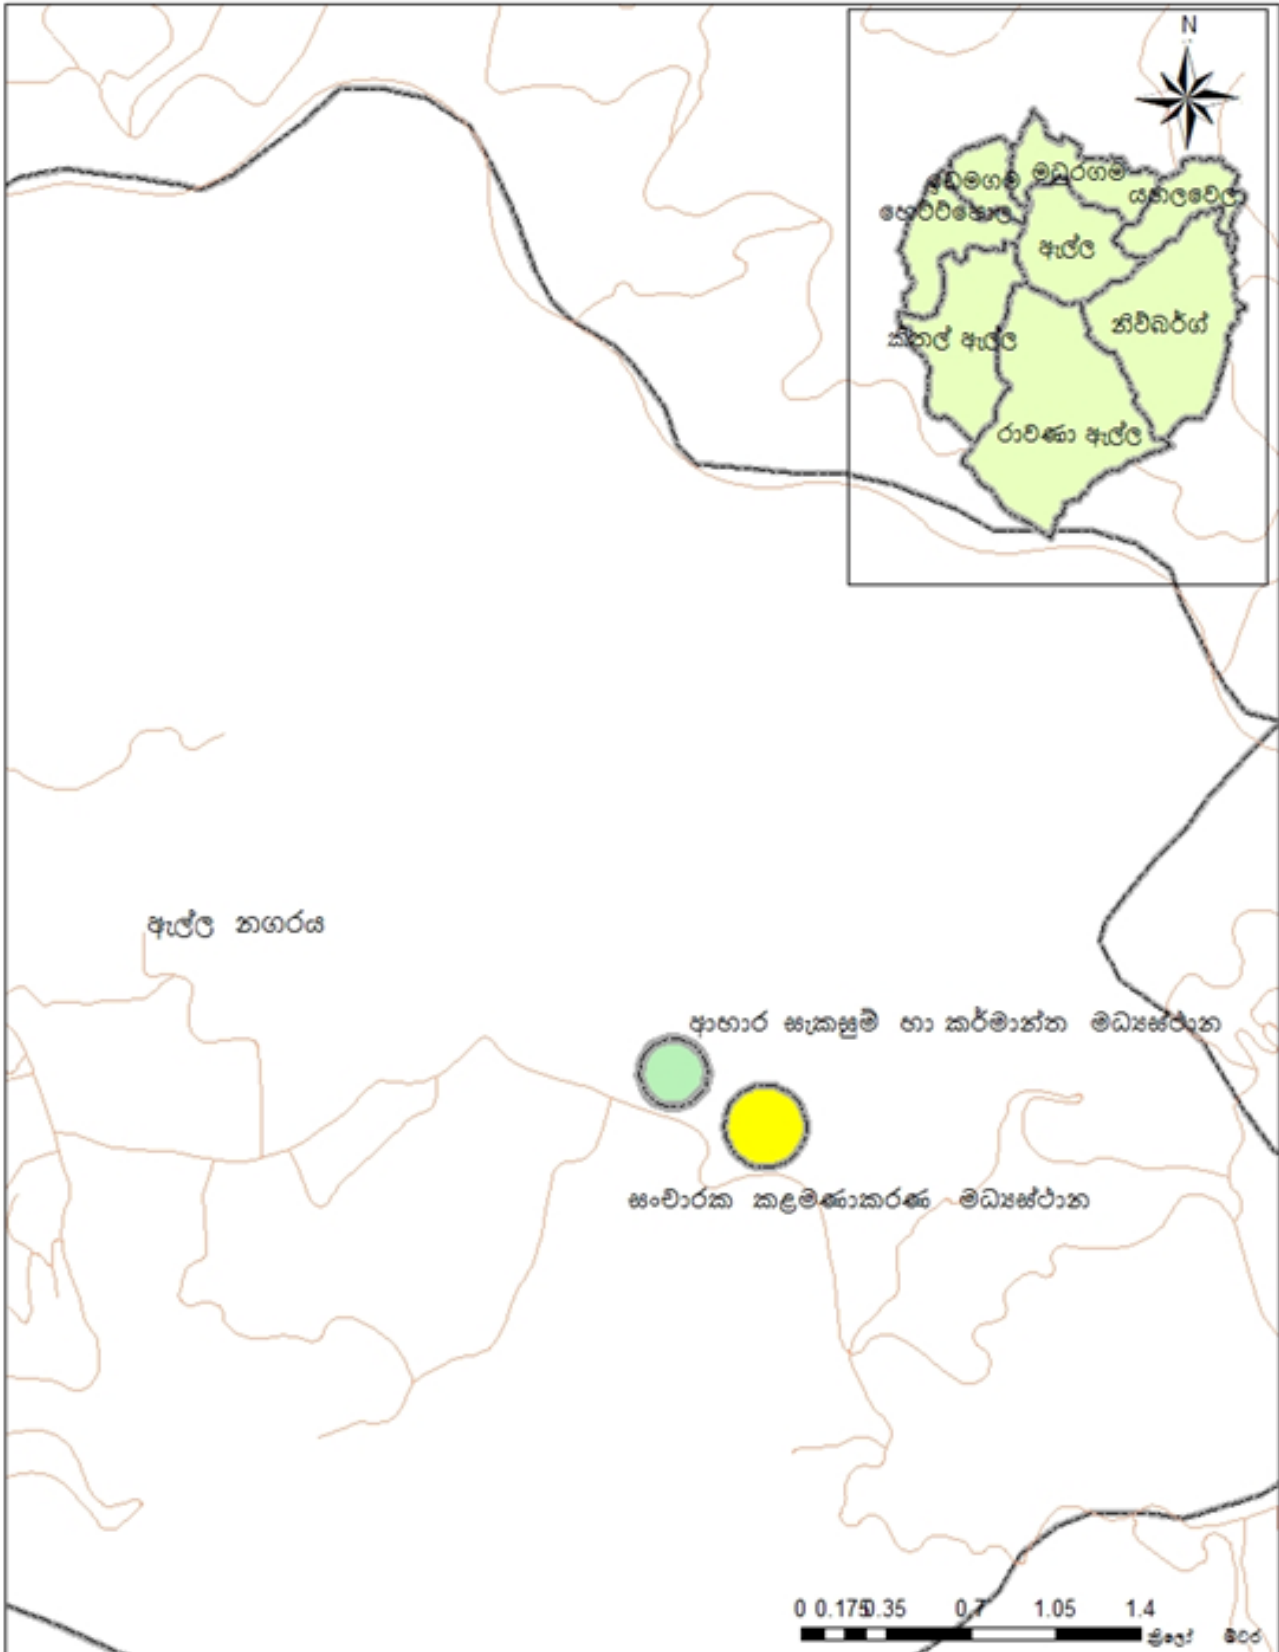 N
මඩුරගම
යහලවෙල
ඇල්ල
නිව්බර්ග්
ඇල්ල
රාවණා ඇල්ල
ඇල්ල නගරය
ආහාර සැකසුම් හා කර්මාන්ත මධ්‍යස්ථාන
සංචාරක කළමණාකරණ මධ්‍යස්ථාන
0 0.175 0.35 0.7 1.05 1.4
කිලෝ මීටර